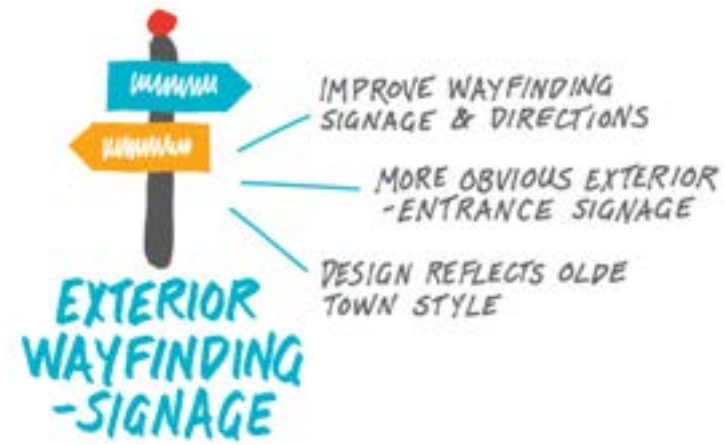 IMPROVE WAYFINDING
SIGNAGE & DIRECTIONS
MORE OBVIOUS EXTERIOR
-ENTRANCE SIGNAGE
DESIGN REFLECTS OLDE
TOWN STYLE
EXTERIOR
WAYFINDING
-SIGNAGE